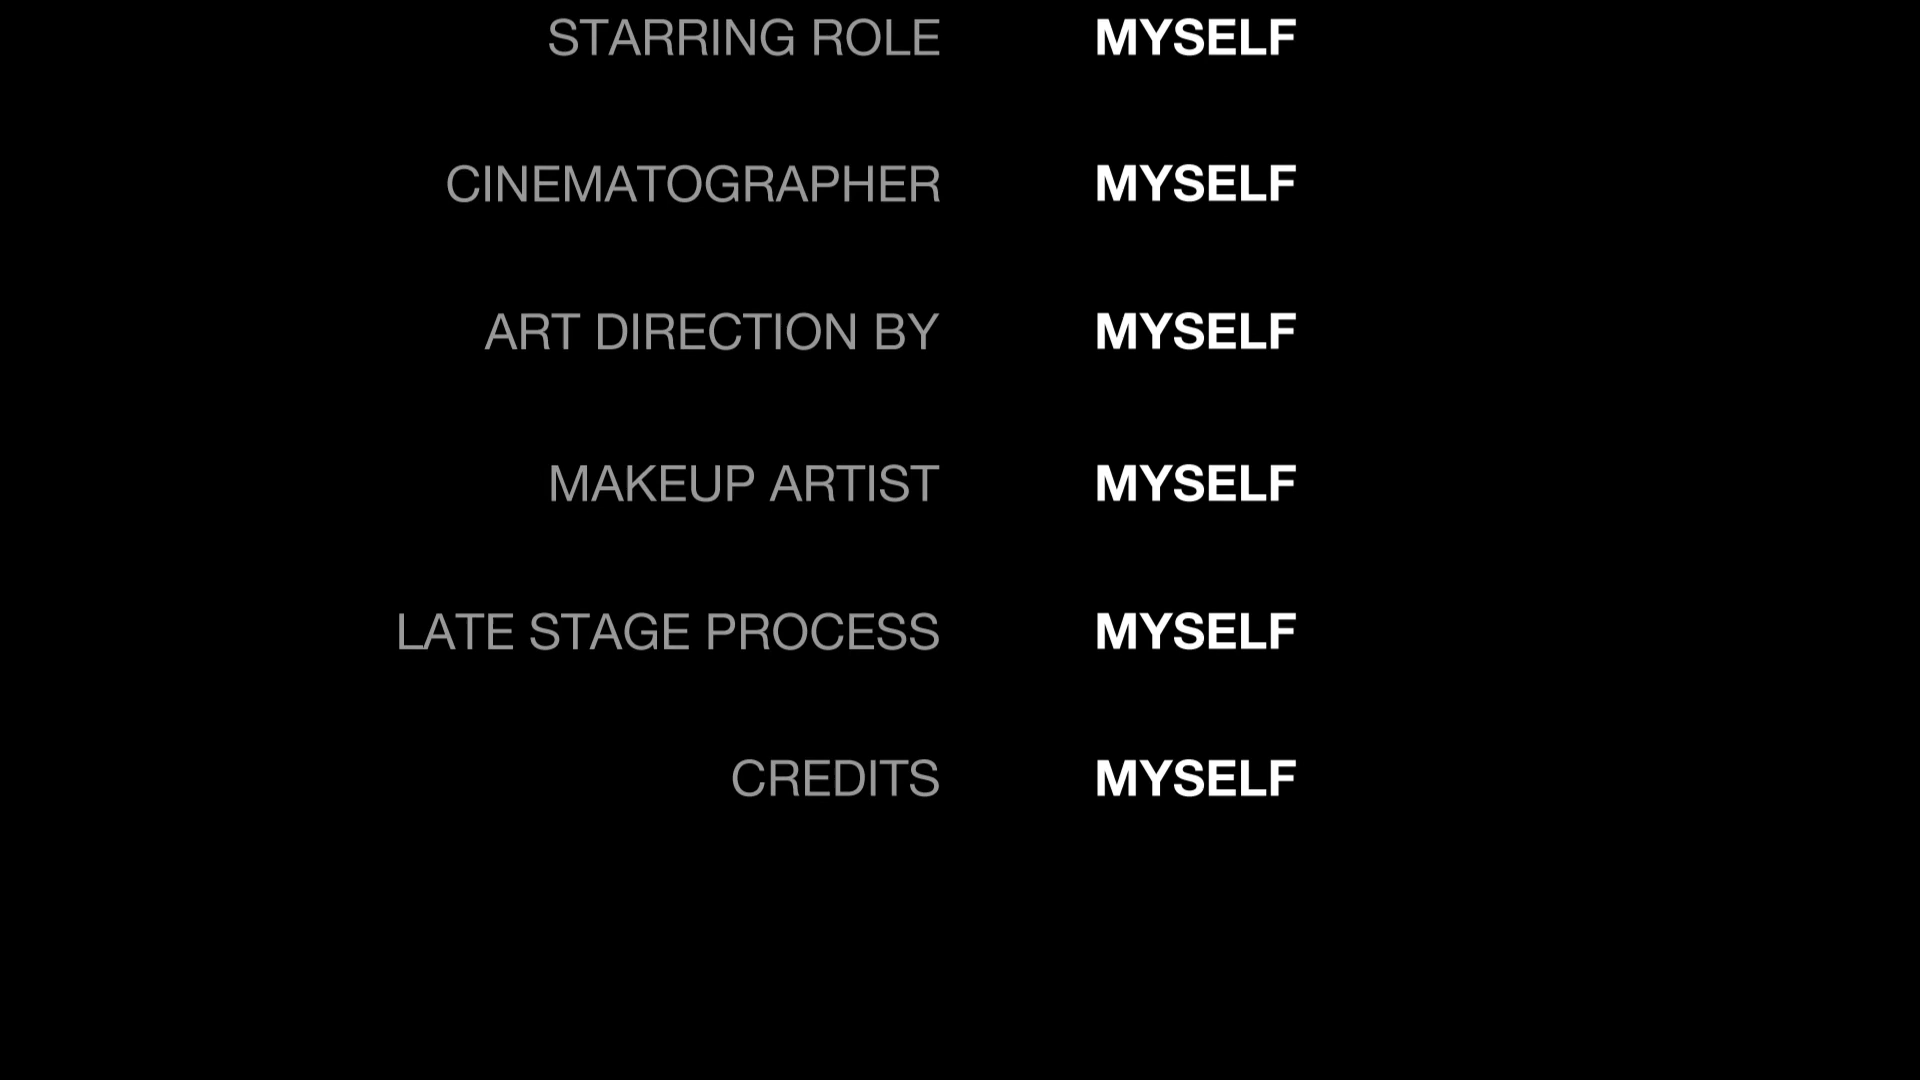 STARRING ROLE MYSELF
CINEMATOGRAPHER MYSELF
ART DIRECTION BY MYSELF
MAKEUP ARTIST MYSELF
LATE STAGE PROCESS MYSELF
CREDITS MYSELF